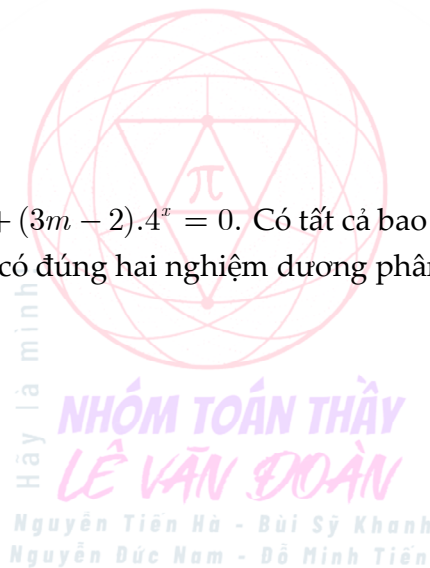 π
+ (3m − 2).4^x = 0. Có tất cả bao
có đúng hai nghiệm dương phân
Hãy là mình
NHÓM TOÁN THẦY
LÊ VĂN ĐOÀN
Nguyễn Tiến Hà - Bùi Sỹ Khanh
Nguyễn Đức Nam - Đỗ Minh Tiến